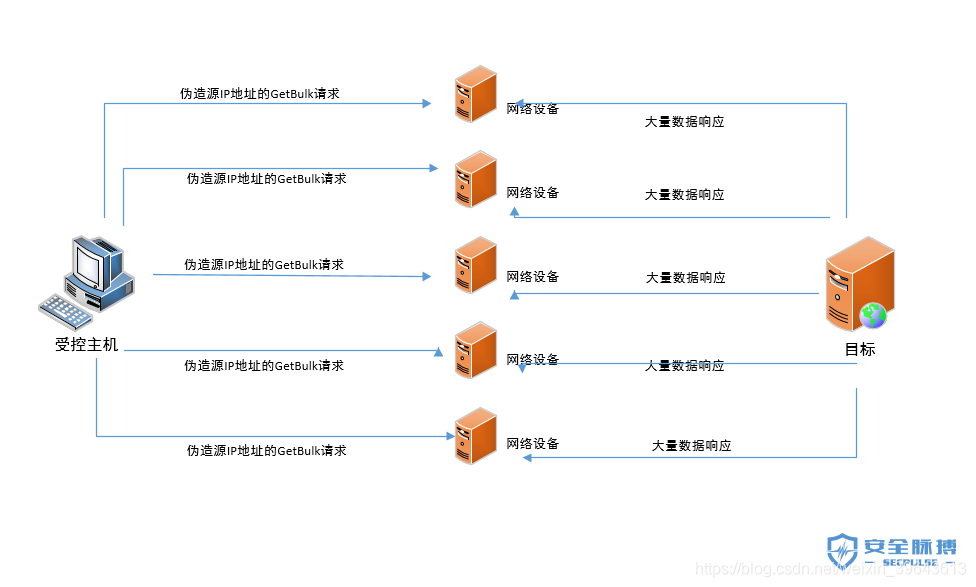 伪造源IP地址的GetBulk请求
网络设备
大量数据响应
伪造源IP地址的GetBulk请求
网络设备
大量数据响应
伪造源IP地址的GetBulk请求
网络设备
大量数据响应
受控主机
目标
伪造源IP地址的GetBulk请求
网络设备
大量数据响应
伪造源IP地址的GetBulk请求
网络设备
大量数据响应
安全脉搏
SECPULSE
https://blog.csdn.net/weixin_39643613